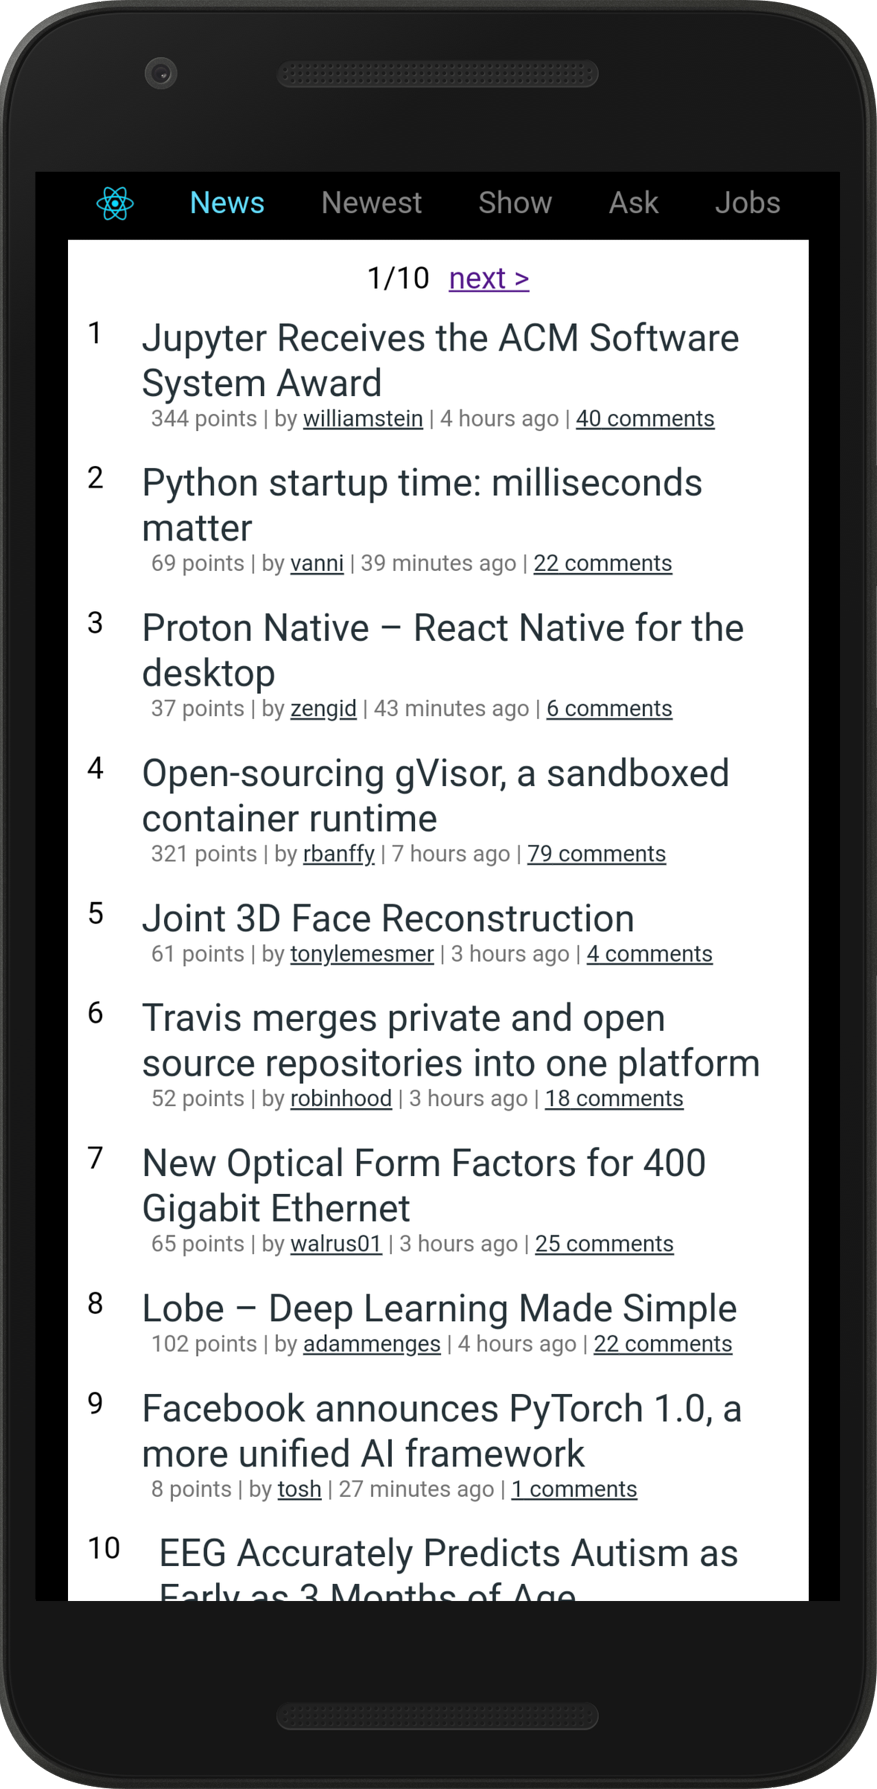 News Newest Show Ask Jobs
1/10 next >
1 Jupyter Receives the ACM Software
System Award
344 points | by williamstein | 4 hours ago | 40 comments
2 Python startup time: milliseconds
matter
69 points | by vanni | 39 minutes ago | 22 comments
3 Proton Native – React Native for the
desktop
37 points | by zengid | 43 minutes ago | 6 comments
4 Open-sourcing gVisor, a sandboxed
container runtime
321 points | by rbanffy | 7 hours ago | 79 comments
5 Joint 3D Face Reconstruction
61 points | by tonylemesmer | 3 hours ago | 4 comments
6 Travis merges private and open
source repositories into one platform
52 points | by robinhood | 3 hours ago | 18 comments
7 New Optical Form Factors for 400
Gigabit Ethernet
65 points | by walrus01 | 3 hours ago | 25 comments
8 Lobe – Deep Learning Made Simple
102 points | by adammenges | 4 hours ago | 22 comments
9 Facebook announces PyTorch 1.0, a
more unified AI framework
8 points | by tosh | 27 minutes ago | 1 comments
10 EEG Accurately Predicts Autism as
Early as 3 Months of Age